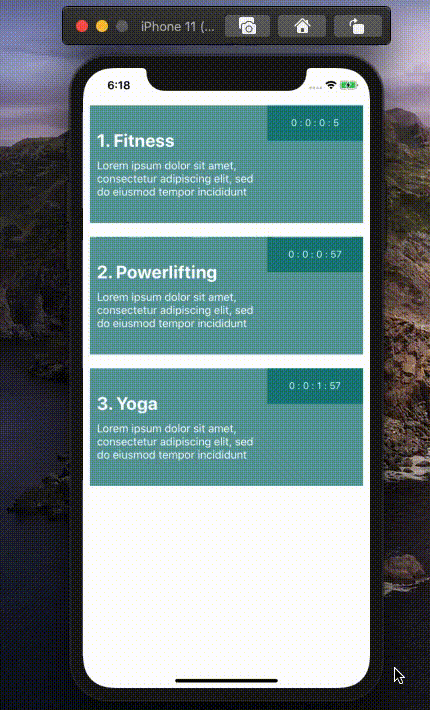 iPhone 11 (...
6:18
0 : 0 : 0 : 5
1. Fitness
Lorem ipsum dolor sit amet,
consectetur adipiscing elit, sed
do eiusmod tempor incididunt
0 : 0 : 0 : 57
2. Powerlifting
Lorem ipsum dolor sit amet,
consectetur adipiscing elit, sed
do eiusmod tempor incididunt
0 : 0 : 1 : 57
3. Yoga
Lorem ipsum dolor sit amet,
consectetur adipiscing elit, sed
do eiusmod tempor incididunt